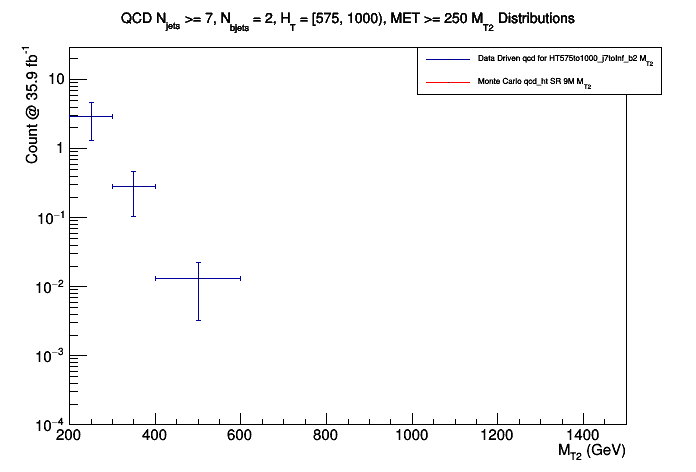 QCD N_jets >= 7, N_bjets = 2, H_T = [575, 1000), MET >= 250 M_T2 Distributions
Data Driven qcd for HT575to1000_j7toInf_b2 M_T2
Monte Carlo qcd_ht SR 9M M_T2
Count @ 35.9 fb^-1
10
1
10^-1
10^-2
10^-3
10^-4
200 400 600 800 1000 1200 1400
M_T2 (GeV)